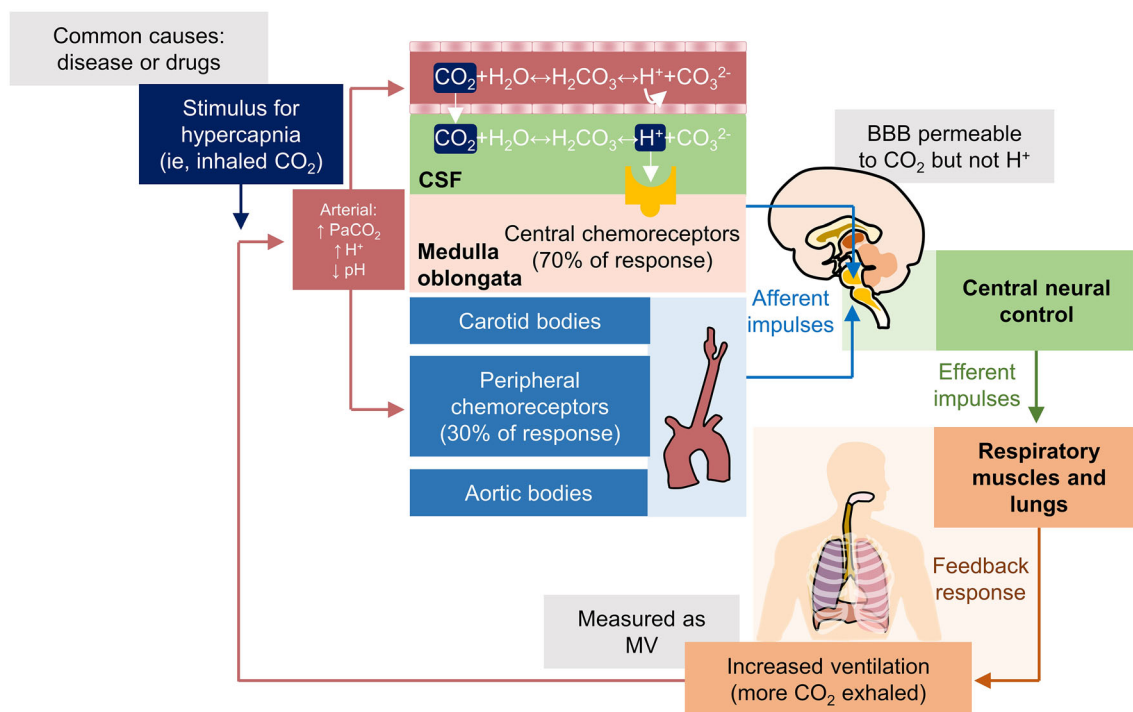 Common causes:
disease or drugs
Stimulus for
hypercapnia
(ie, inhaled CO₂)
Arterial:
↑ PaCO₂
↑ H⁺
↓ pH
CO₂+H₂O↔H₂CO₃↔H⁺+CO₃²⁻
CO₂+H₂O↔H₂CO₃↔H⁺+CO₃²⁻
CSF
Central chemoreceptors
(70% of response)
Medulla
oblongata
Carotid bodies
Peripheral
chemoreceptors
(30% of response)
Aortic bodies
BBB permeable
to CO₂ but not H⁺
Afferent
impulses
Central neural
control
Efferent
impulses
Respiratory
muscles and
lungs
Feedback
response
Measured as
MV
Increased ventilation
(more CO₂ exhaled)